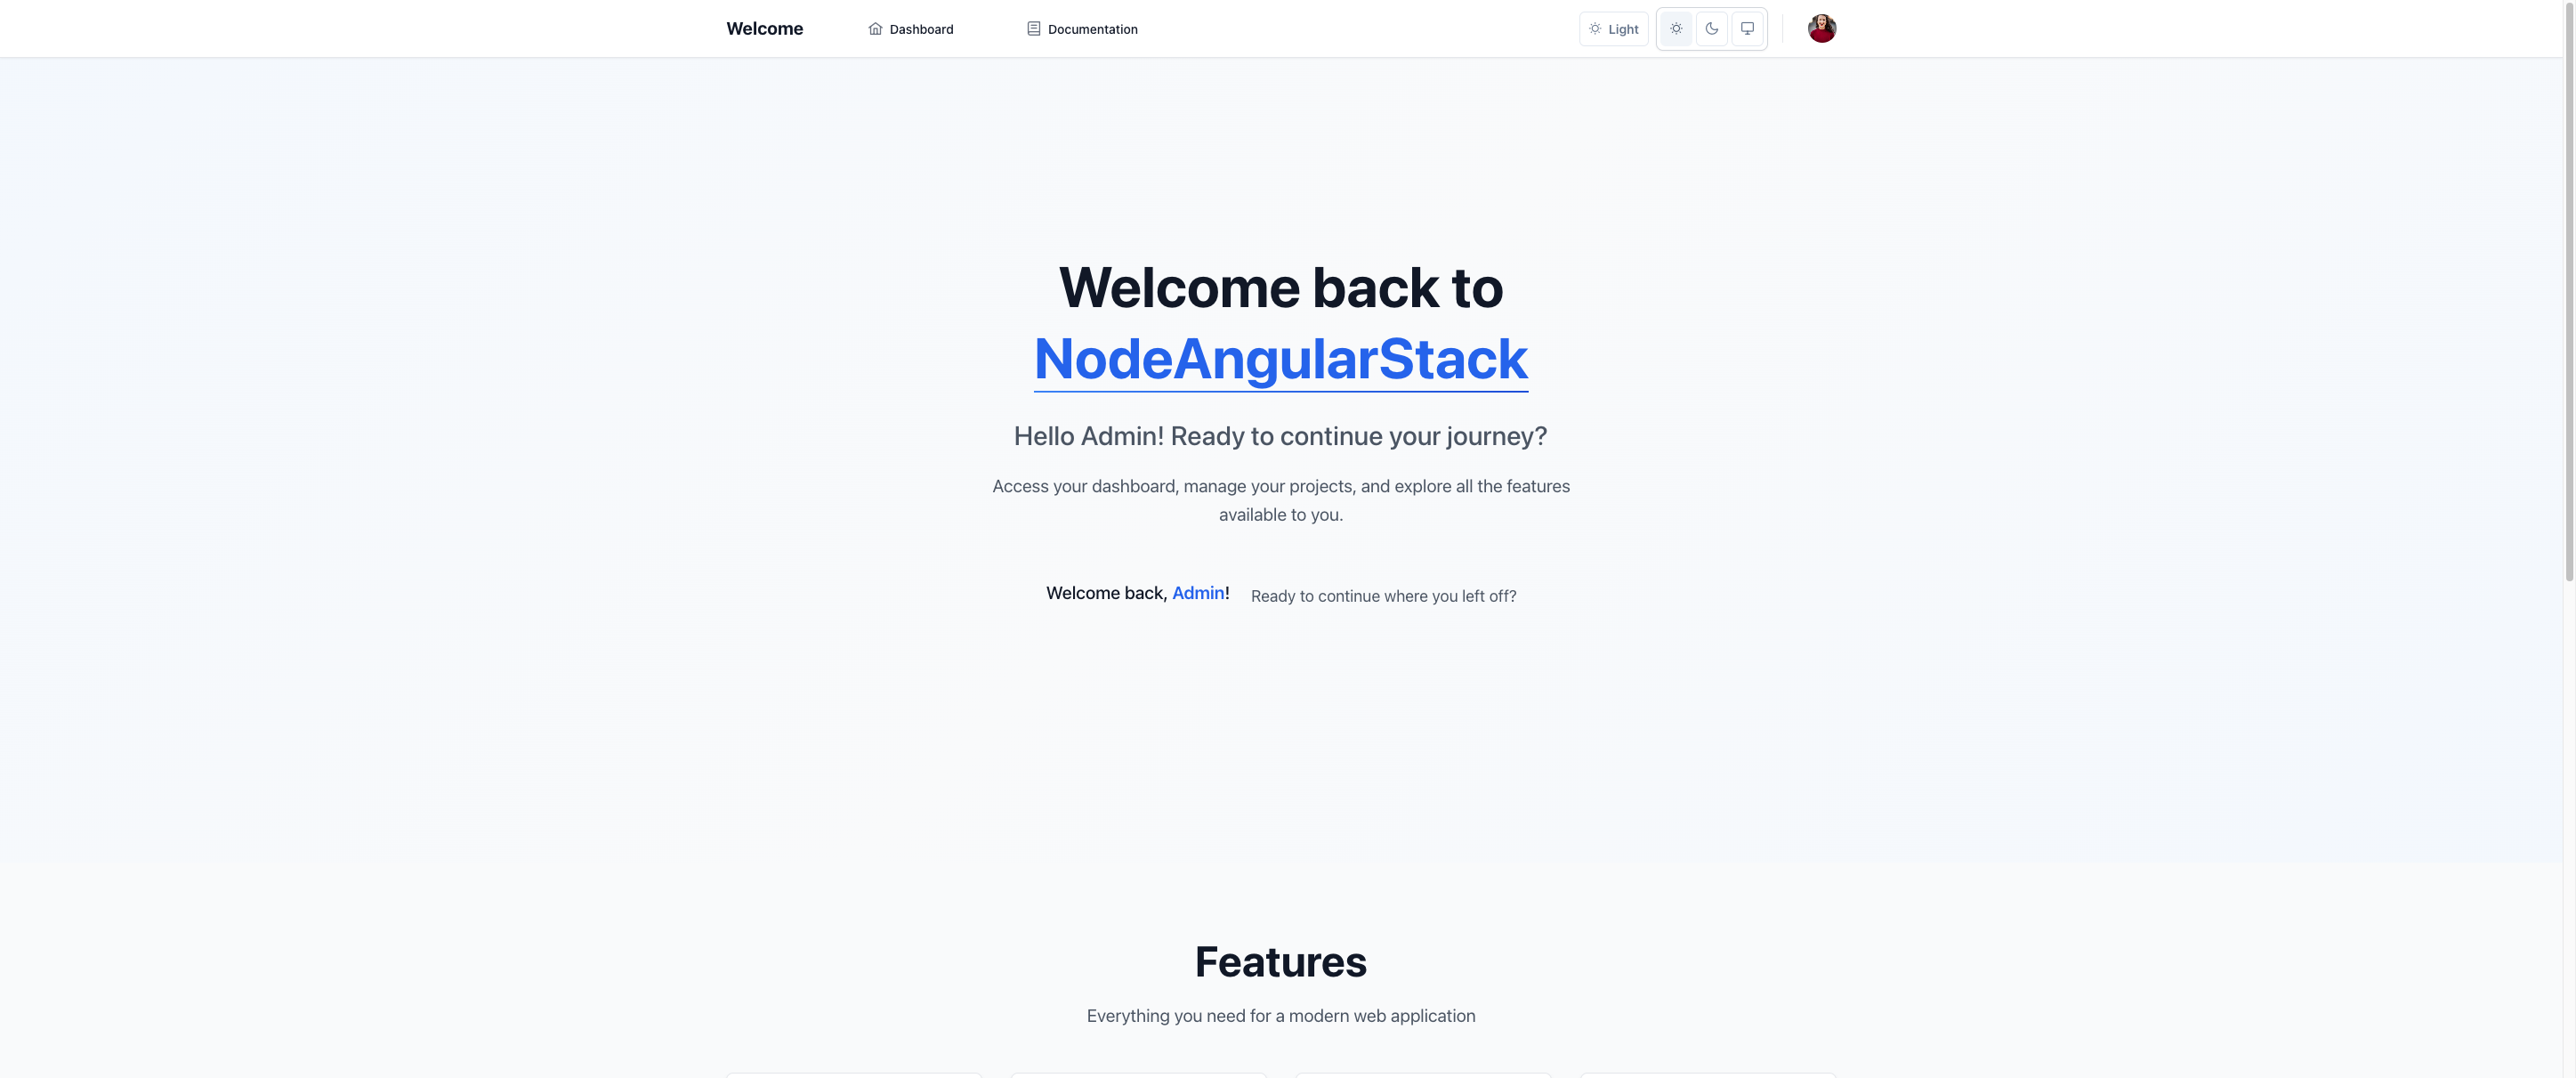 Welcome
Dashboard
Documentation
Light
Welcome back to
NodeAngularStack
Hello Admin! Ready to continue your journey?
Access your dashboard, manage your projects, and explore all the features
available to you.
Welcome back, Admin! Ready to continue where you left off?
Features
Everything you need for a modern web application